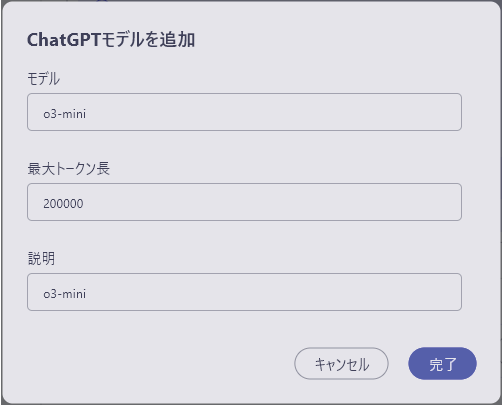 ChatGPTモデルを追加
モデル
o3-mini
最大トークン長
200000
説明
o3-mini
キャンセル
完了